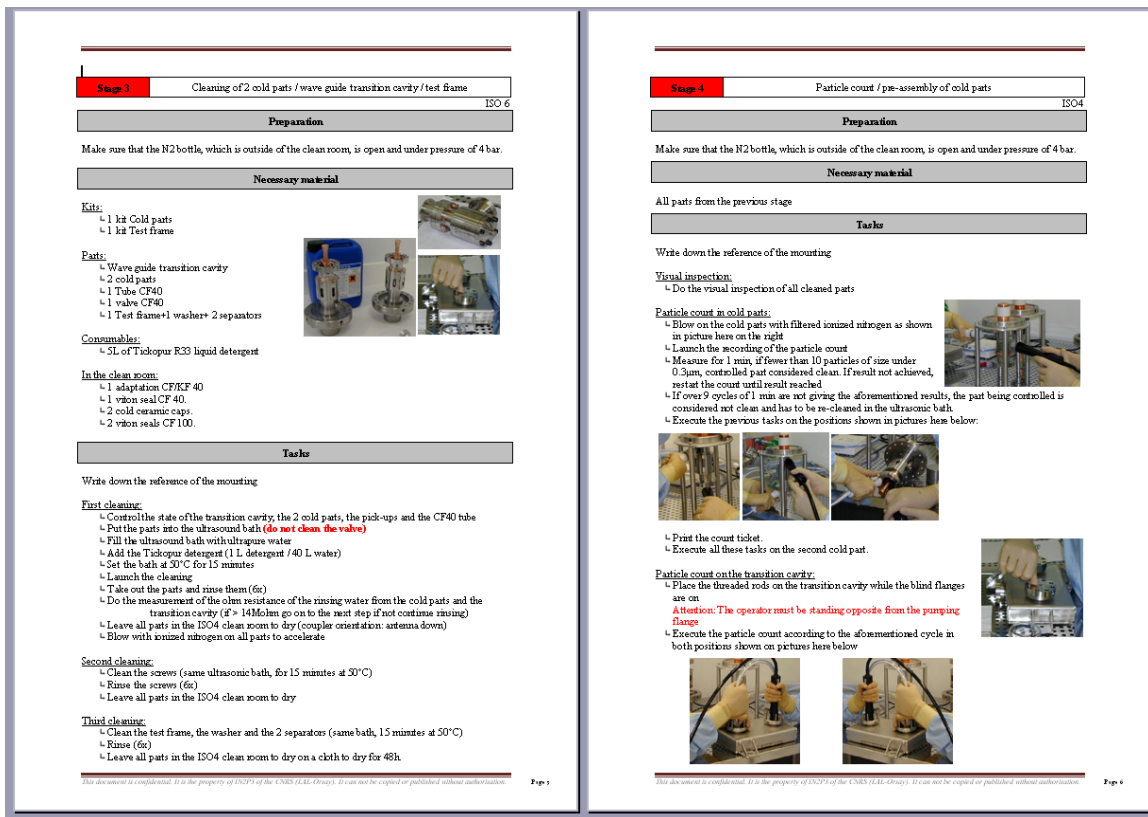 Stage 3
Cleaning of 2 cold parts / wave guide transition cavity / test frame
ISO 6
Preparation
Make sure that the N2 bottle, which is outside of the clean room, is open and under pressure of 4 bar.
Necessary material
Kits:
↳ 1 kit Cold parts
↳ 1 kit Test frame
Parts:
↳ Wave guide transition cavity
↳ 2 cold parts
↳ 1 Tube CF40
↳ 1 valve CF40
↳ 1 Test frame+1 washer+ 2 separators
Consumables:
↳ 5L of Tickopur R33 liquid detergent
In the clean room:
↳ 1 adaptation CF/KF 40
↳ 1 viton seal CF 40.
↳ 2 cold ceramic caps.
↳ 2 viton seals CF 100.
Tasks
Write down the reference of the mounting
First cleaning:
↳ Control the state of the transition cavity, the 2 cold parts, the pick-ups and the CF40 tube
↳ Put the parts into the ultrasound bath (do not clean the valve)
↳ Fill the ultrasound bath with ultrapure water
↳ Add the Tickopur detergent (1 L detergent / 40 L water)
↳ Set the bath at 50°C for 15 minutes
↳ Launch the cleaning
↳ Take out the parts and rinse them (6x)
↳ Do the measurement of the ohm resistance of the rinsing water from the cold parts and the
transition cavity (if > 14Mohm go on to the next step if not continue rinsing)
↳ Leave all parts in the ISO4 clean room to dry (coupler orientation: antenna down)
↳ Blow with ionized nitrogen on all parts to accelerate
Second cleaning:
↳ Clean the screws (same ultrasonic bath, for 15 minutes at 50°C)
↳ Rinse the screws (6x)
↳ Leave all parts in the ISO4 clean room to dry
Third cleaning:
↳ Clean the test frame, the washer and the 2 separators (same bath, 15 minutes at 50°C)
↳ Rinse (6x)
↳ Leave all parts in the ISO4 clean room to dry on a cloth to dry for 48h.
This document is confidential. It is the property of IN2P3 of the CNRS (LAL-Orsay). It can not be copied or published without authorisation. Page 5
Stage 4
Particle count / pre-assembly of cold parts
ISO4
Preparation
Make sure that the N2 bottle, which is outside of the clean room, is open and under pressure of 4 bar.
Necessary material
All parts from the previous stage
Tasks
Write down the reference of the mounting
Visual inspection:
↳ Do the visual inspection of all cleaned parts
Particle count in cold parts:
↳ Blow on the cold parts with filtered ionized nitrogen as shown
in picture here on the right
↳ Launch the recording of the particle count
↳ Measure for 1 min, if fewer than 10 particles of size under
0.3µm, controlled part considered clean. If result not achieved,
restart the count until result reached
↳ If over 9 cycles of 1 min are not giving the aforementioned results, the part being controlled is
considered not clean and has to be re-cleaned in the ultrasonic bath.
↳ Execute the previous tasks on the positions shown in pictures here below:
↳ Print the count ticket.
↳ Execute all these tasks on the second cold part.
Particle count on the transition cavity:
↳ Place the threaded rods on the transition cavity while the blind flanges
are on
Attention: The operator must be standing opposite from the pumping
flange
↳ Execute the particle count according to the aforementioned cycle in
both positions shown on pictures here below
This document is confidential. It is the property of IN2P3 of the CNRS (LAL-Orsay). It can not be copied or published without authorisation. Page 6